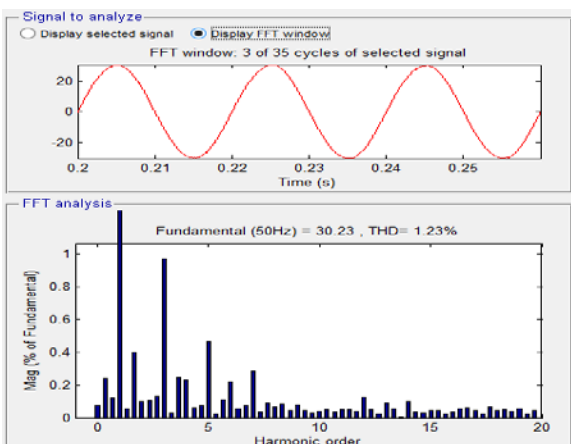 Signal to analyze
Display selected signal Display FFT window
FFT window: 3 of 35 cycles of selected signal
20
0
-20
0.2 0.21 0.22 0.23 0.24 0.25
Time (s)
FFT analysis
Fundamental (50Hz) = 30.23 , THD= 1.23%
Mag (% of Fundamental)
1
0.8
0.6
0.4
0.2
0
0 5 10 15 20
Harmonic order